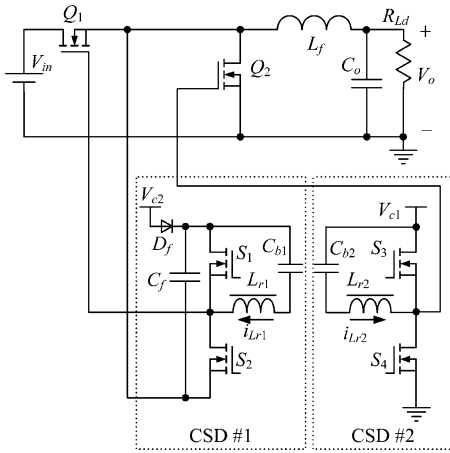 Q1
RLd
+
Lf
Vin
Q2
Co
Vo
−
Vc2
Vc1
Df
S1
Cb1
Cb2
S3
Cf
Lr1
Lr2
iLr1
iLr2
S2
S4
CSD #1
CSD #2